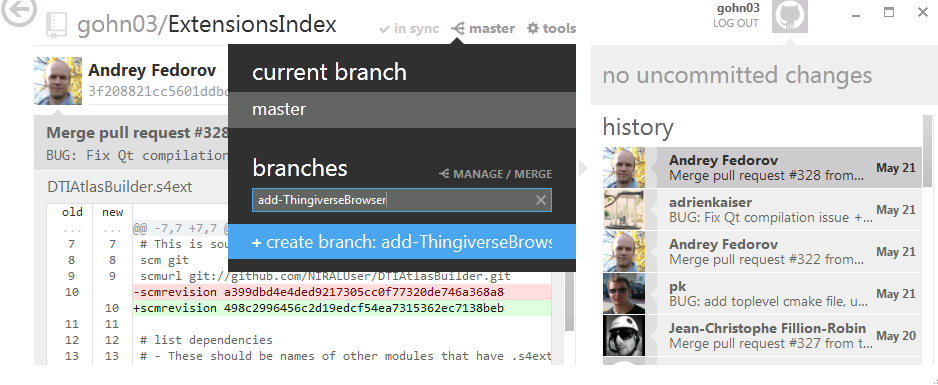 gohn03/ExtensionsIndex
in sync
master
tools
gohn03
LOG OUT
Andrey Fedorov
3f208821cc5601ddbc
Merge pull request #328
BUG: Fix Qt compilation
DTIAtlasBuilder.s4ext
old new
... ... @@ -7,7 +7,7 @@
7 7 # This is sou
8 8 scm git
9 9 scmurl git://github.com/NIRALUser/DTIAtlasBuilder.git
10 -scmrevision a399dbd4e4ded9217305cc0f77320de746a368a8
10 +scmrevision 498c2996456c2d19edcf54ea7315362ec7138beb
11 11
12 12 # list dependencies
13 13 # - These should be names of other modules that have .s4ext
current branch
master
branches
MANAGE / MERGE
add-ThingiverseBrowser
+ create branch: add-ThingiverseBrows
no uncommitted changes
history
Andrey Fedorov
Merge pull request #328 from...
May 21
adrienkaiser
BUG: Fix Qt compilation issue +...
May 21
Andrey Fedorov
Merge pull request #322 from...
May 21
pk
BUG: add toplevel cmake file, u...
May 21
Jean-Christophe Fillion-Robin
Merge pull request #327 from t...
May 20